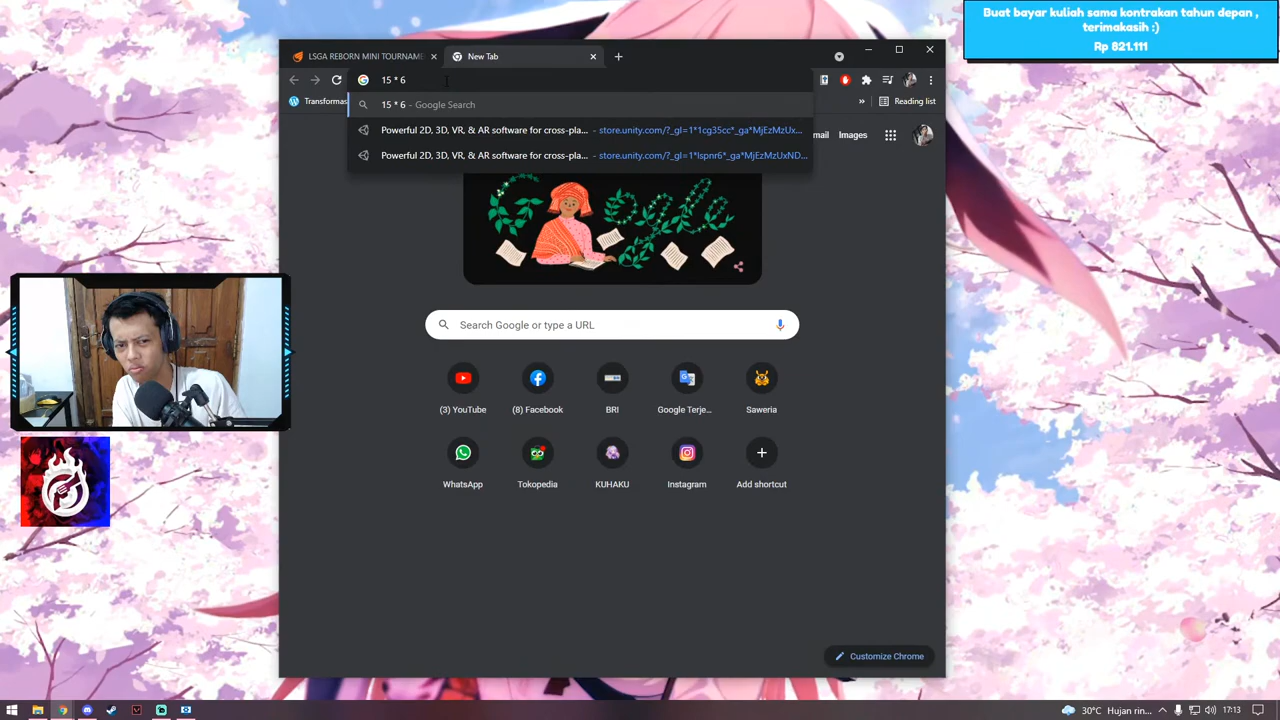 Buat bayar kuliah sama kontrakan tahun depan ,
terimakasih :)
Rp 821.111
LSGA REBORN MINI TOURNAME
New Tab
15 * 6
Transformas
Reading list
15 * 6 - Google Search
Powerful 2D, 3D, VR, & AR software for cross-pla... - store.unity.com/?_gl=1*1cg35cc*_ga*MjEzMzUx...
Powerful 2D, 3D, VR, & AR software for cross-pla... - store.unity.com/?_gl=1*lspnr6*_ga*MjEzMzUxND...
mail Images
Search Google or type a URL
(3) YouTube
(8) Facebook
BRI
Google Terje...
Saweria
WhatsApp
Tokopedia
KUHAKU
Instagram
Add shortcut
Customize Chrome
30°C Hujan rin...
17:13